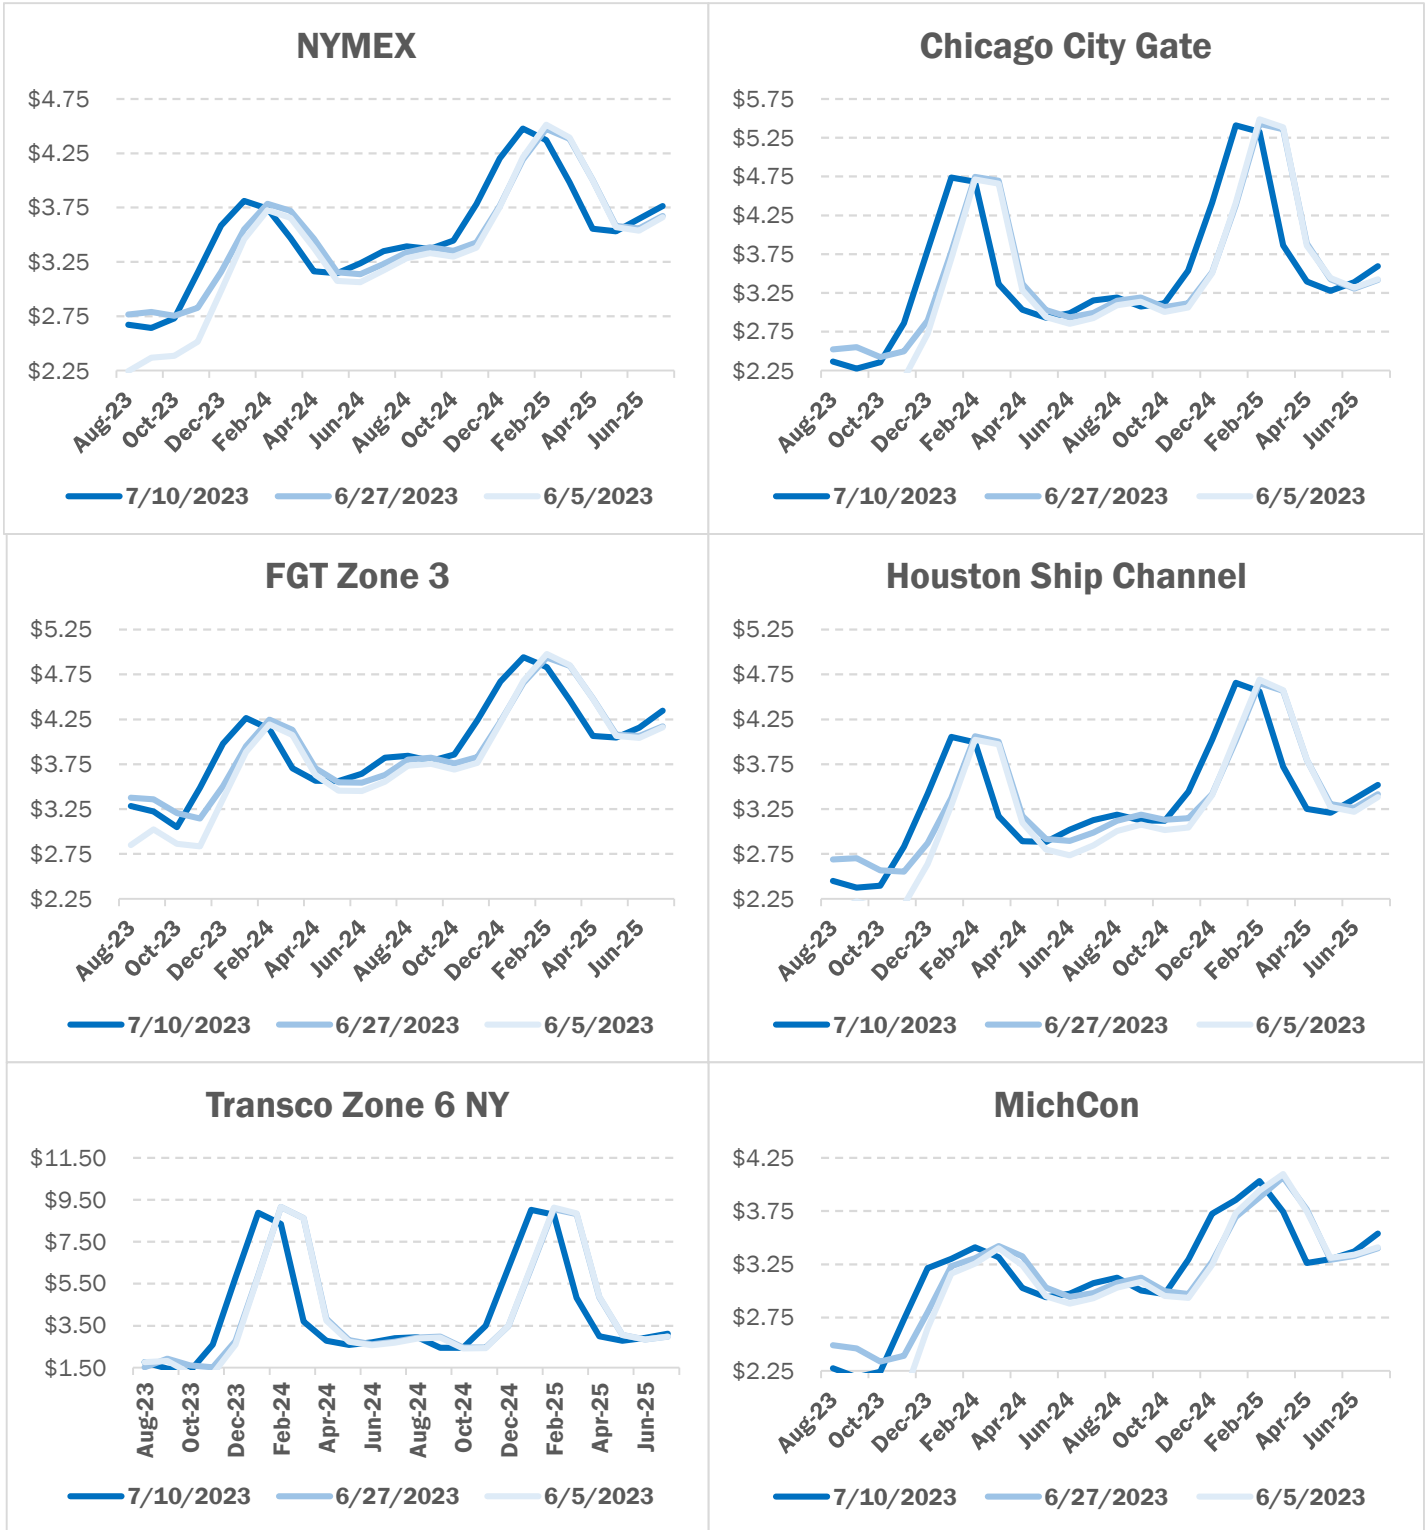 NYMEX
$4.75
$4.25
$3.75
$3.25
$2.75
$2.25
Aug-23 Oct-23 Dec-23 Feb-24 Apr-24 Jun-24 Aug-24 Oct-24 Dec-24 Feb-25 Apr-25 Jun-25
7/10/2023 6/27/2023 6/5/2023
Chicago City Gate
$5.75
$5.25
$4.75
$4.25
$3.75
$3.25
$2.75
$2.25
Aug-23 Oct-23 Dec-23 Feb-24 Apr-24 Jun-24 Aug-24 Oct-24 Dec-24 Feb-25 Apr-25 Jun-25
7/10/2023 6/27/2023 6/5/2023
FGT Zone 3
$5.25
$4.75
$4.25
$3.75
$3.25
$2.75
$2.25
Aug-23 Oct-23 Dec-23 Feb-24 Apr-24 Jun-24 Aug-24 Oct-24 Dec-24 Feb-25 Apr-25 Jun-25
7/10/2023 6/27/2023 6/5/2023
Houston Ship Channel
$5.25
$4.75
$4.25
$3.75
$3.25
$2.75
$2.25
Aug-23 Oct-23 Dec-23 Feb-24 Apr-24 Jun-24 Aug-24 Oct-24 Dec-24 Feb-25 Apr-25 Jun-25
7/10/2023 6/27/2023 6/5/2023
Transco Zone 6 NY
$11.50
$9.50
$7.50
$5.50
$3.50
$1.50
Aug-23 Oct-23 Dec-23 Feb-24 Apr-24 Jun-24 Aug-24 Oct-24 Dec-24 Feb-25 Apr-25 Jun-25
7/10/2023 6/27/2023 6/5/2023
MichCon
$4.25
$3.75
$3.25
$2.75
$2.25
Aug-23 Oct-23 Dec-23 Feb-24 Apr-24 Jun-24 Aug-24 Oct-24 Dec-24 Feb-25 Apr-25 Jun-25
7/10/2023 6/27/2023 6/5/2023